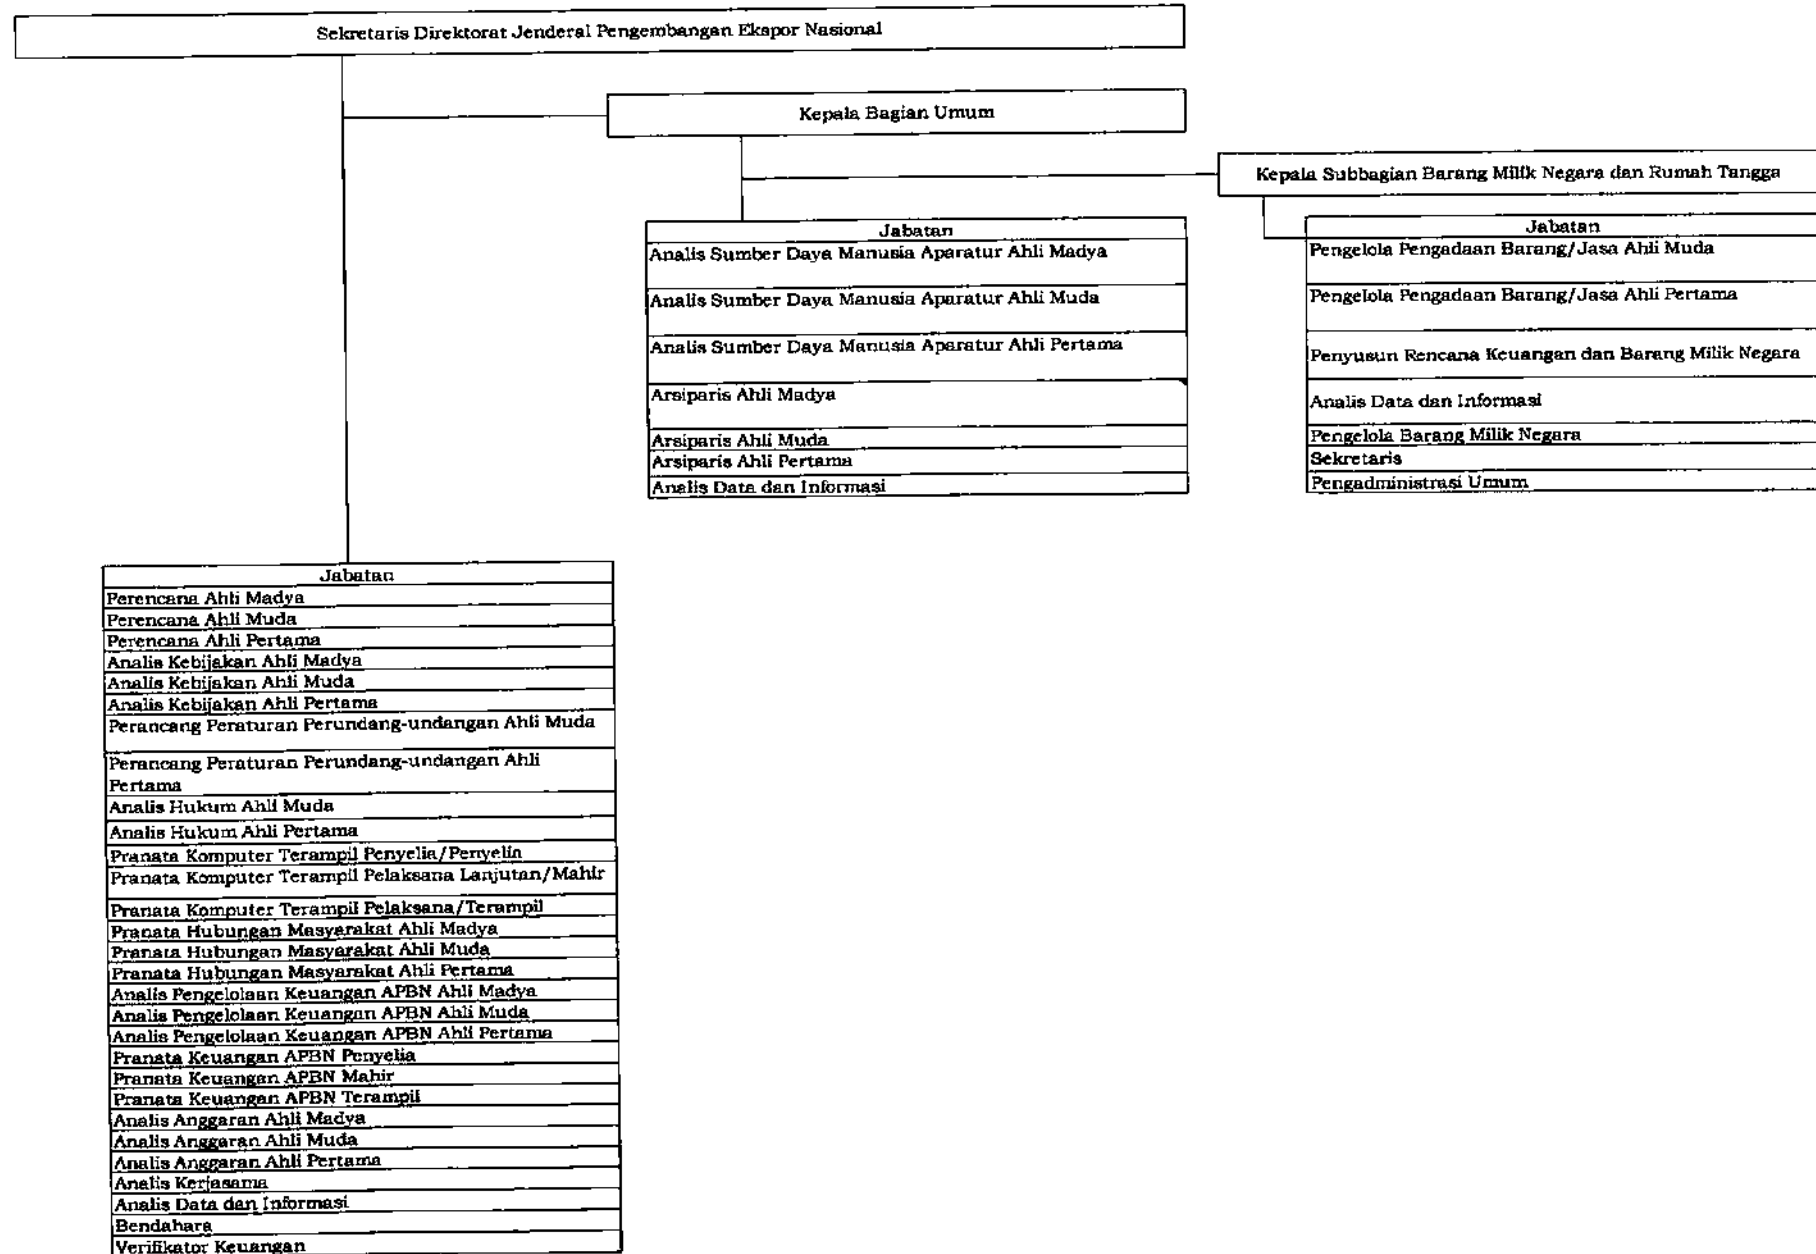 Sekretaris Direktorat Jenderal Pengembangan Ekspor Nasional
Kepala Bagian Umum
Kepala Subbagian Barang Milik Negara dan Rumah Tangga
Jabatan
Analis Sumber Daya Manusia Aparatur Ahli Madya
Analis Sumber Daya Manusia Aparatur Ahli Muda
Analis Sumber Daya Manusia Aparatur Ahli Pertama
Arsiparis Ahli Madya
Arsiparis Ahli Muda
Arsiparis Ahli Pertama
Analis Data dan Informasi
Jabatan
Pengelola Pengadaan Barang/Jasa Ahli Muda
Pengelola Pengadaan Barang/Jasa Ahli Pertama
Penyusun Rencana Keuangan dan Barang Milik Negara
Analis Data dan Informasi
Pengelola Barang Milik Negara
Sekretaris
Pengadministrasi Umum
Jabatan
Perencana Ahli Madya
Perencana Ahli Muda
Perencana Ahli Pertama
Analis Kebijakan Ahli Madya
Analis Kebijakan Ahli Muda
Analis Kebijakan Ahli Pertama
Perancang Peraturan Perundang-undangan Ahli Muda
Perancang Peraturan Perundang-undangan Ahli
Pertama
Analis Hukum Ahli Muda
Analis Hukum Ahli Pertama
Pranata Komputer Terampil Penyelia/Penyelin
Pranata Komputer Terampil Pelaksana Lanjutan/Mahir
Pranata Komputer Terampil Pelaksana/Terampil
Pranata Hubungan Masyarakat Ahli Madya
Pranata Hubungan Masyarakat Ahli Muda
Pranata Hubungan Masyarakat Ahli Pertama
Analis Pengelolaan Keuangan APBN Ahli Madya
Analis Pengelolaan Keuangan APBN Ahli Muda
Analis Pengelolaan Keuangan APBN Ahli Pertama
Pranata Keuangan APBN Penyelia
Pranata Keuangan APBN Mahir
Pranata Keuangan APBN Terampil
Analis Anggaran Ahli Madya
Analis Anggaran Ahli Muda
Analis Anggaran Ahli Pertama
Analis Kerjasama
Analis Data dan Informasi
Bendahara
Verifikator Keuangan